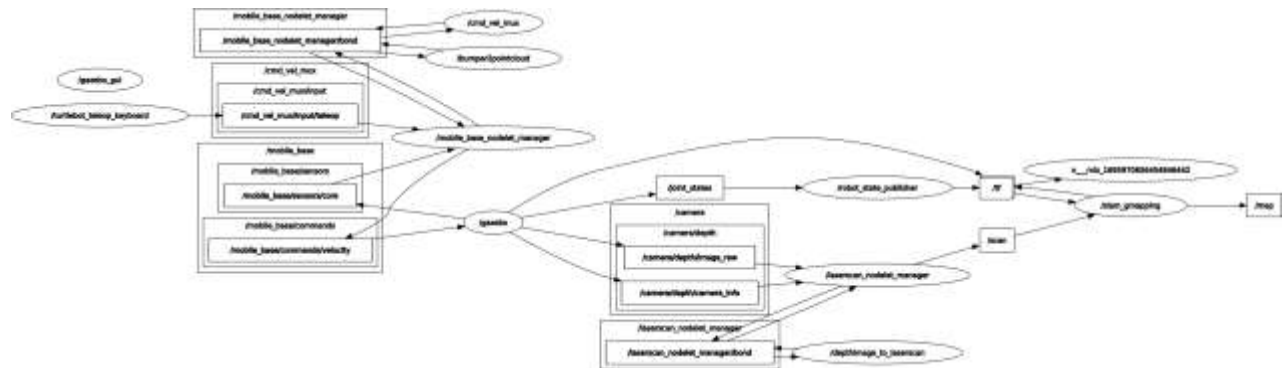 /mobile_base_nodelet_manager
/mobile_base_nodelet_manager/bond
/cmd_vel_mux
/bumper2pointcloud
/gazebo_gui
/turtlebot_teleop_keyboard
/cmd_vel_mux
/cmd_vel_mux/input
/cmd_vel_mux/input/teleop
/mobile_base_nodelet_manager
/mobile_base
/mobile_base/sensors
/mobile_base/sensors/core
/mobile_base/commands
/mobile_base/commands/velocity
/gazebo
/joint_states
/robot_state_publisher
/tf
/slam_gmapping
/map
/camera
/camera/depth
/camera/depth/image_raw
/camera/depth/camera_info
/scan
/laserscan_nodelet_manager
/laserscan_nodelet_manager
/laserscan_nodelet_manager/bond
/depthimage_to_laserscan